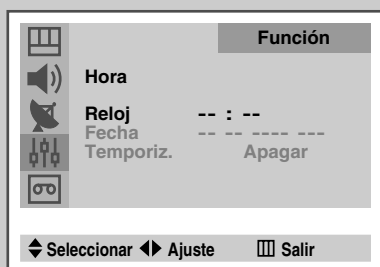 Función
Hora
Reloj -- : --
Fecha -- -- ---- ---
Temporiz. Apagar
Seleccionar Ajuste Salir